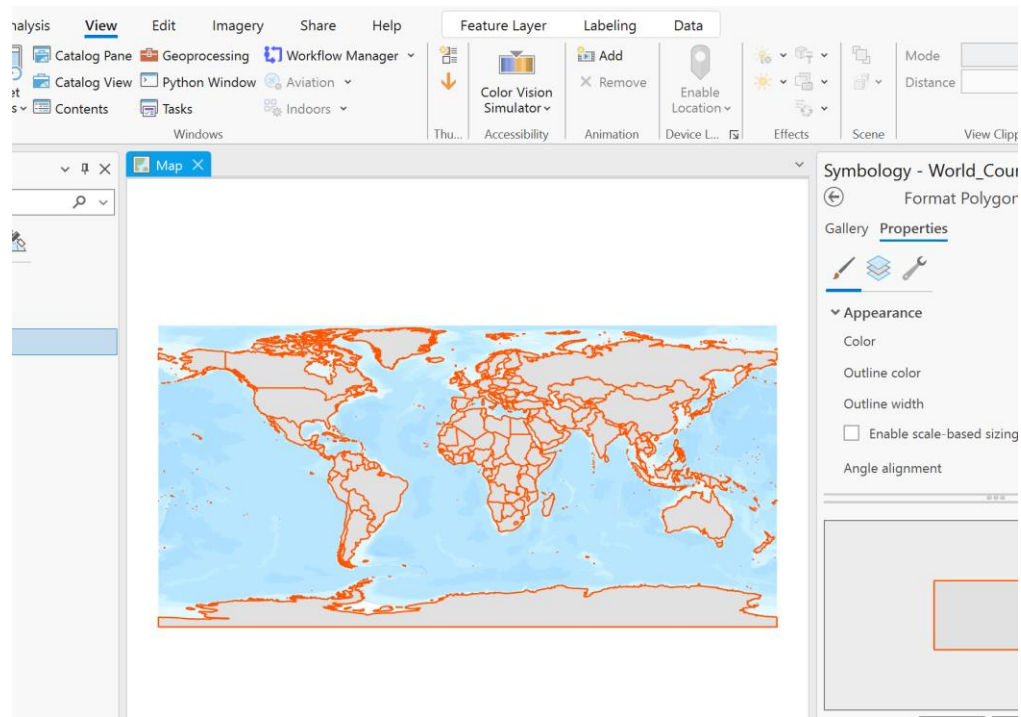 nalysis View Edit Imagery Share Help Feature Layer Labeling Data
Catalog Pane Geoprocessing Workflow Manager Add Mode
Catalog View Python Window Aviation Color Vision Remove Enable Distance
et
s Contents Tasks Indoors Simulator Location
Windows Thu... Accessibility Animation Device L... Effects Scene View Clipp
Map Symbology - World_Cour
Format Polygon
Gallery Properties
Appearance
Color
Outline color
Outline width
Enable scale-based sizing
Angle alignment